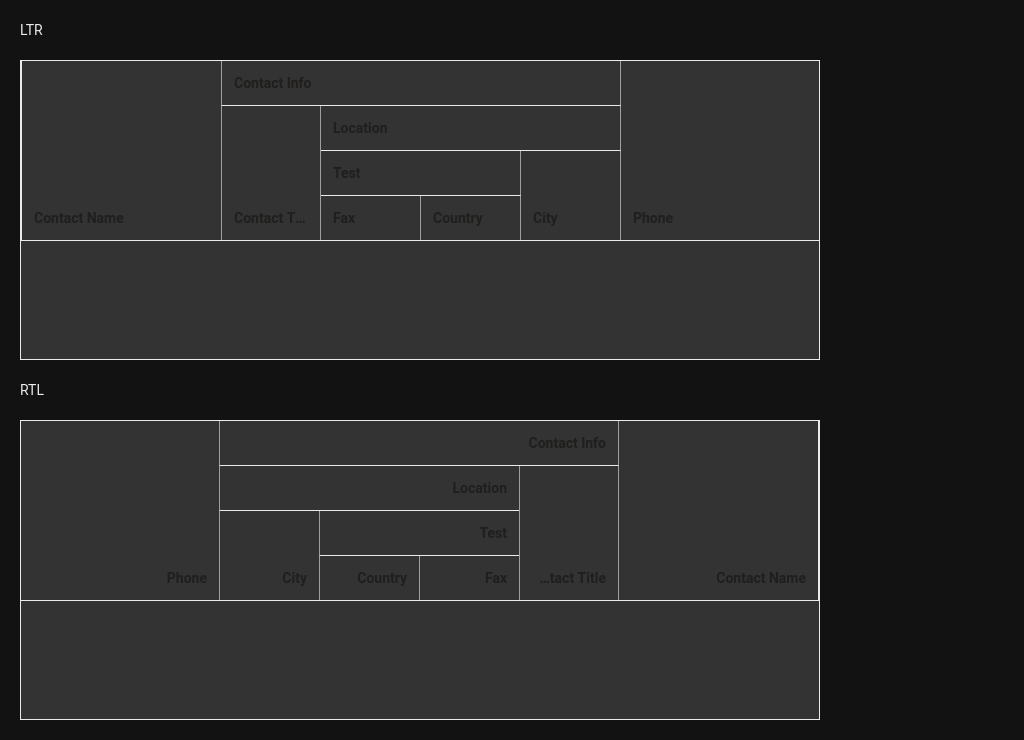 LTR
Contact Info
Location
Test
Contact Name
Contact T...
Fax
Country
City
Phone
RTL
Contact Info
Location
Test
Phone
City
Country
Fax
...tact Title
Contact Name